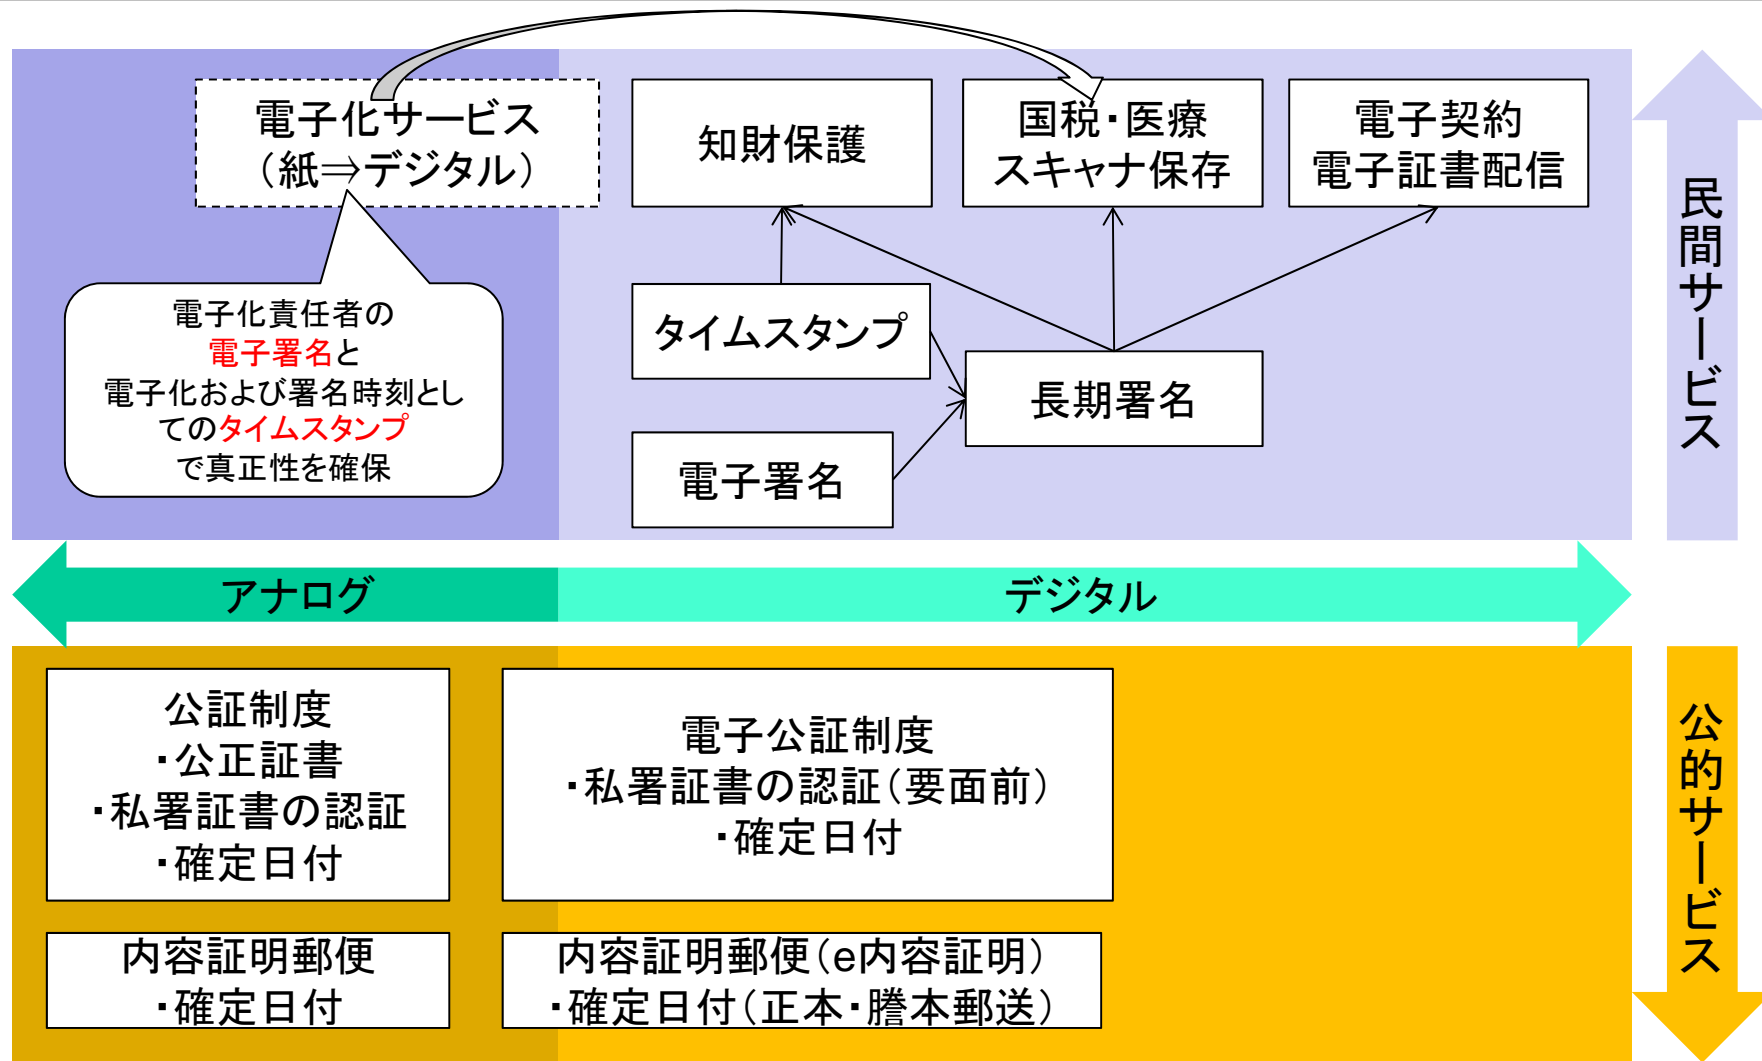 電子化サービス
（紙⇒デジタル）
知財保護
国税・医療
スキャナ保存
電子契約
電子証書配信
電子化責任者の
電子署名と
電子化および署名時刻とし
てのタイムスタンプ
で真正性を確保
タイムスタンプ
長期署名
電子署名
民間サービス
アナログ
デジタル
公証制度
・公正証書
・私署証書の認証
・確定日付
電子公証制度
・私署証書の認証（要面前）
・確定日付
内容証明郵便
・確定日付
内容証明郵便（e内容証明）
・確定日付（正本・謄本郵送）
公的サービス